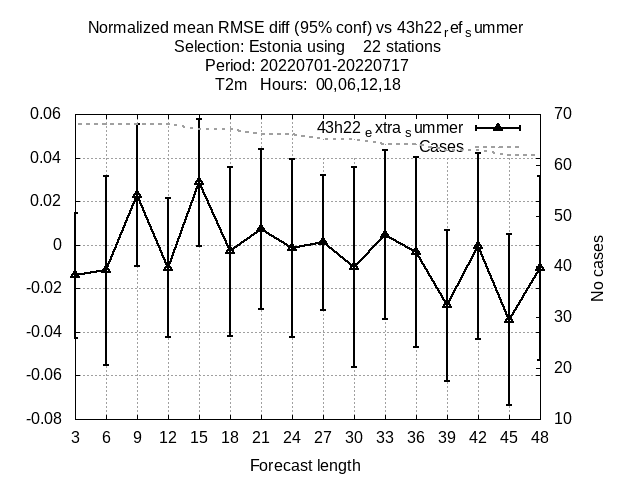 Normalized mean RMSE diff (95% conf) vs 43h22refsummer
Selection: Estonia using 22 stations
Period: 20220701-20220717
T2m Hours: 00,06,12,18
0.06 70
43h22extrasummer
Cases
0.04 60
0.02 50
0
-0.02 40
-0.04 30
-0.06 20
-0.08 10
No cases
3 6 9 12 15 18 21 24 27 30 33 36 39 42 45 48
Forecast length